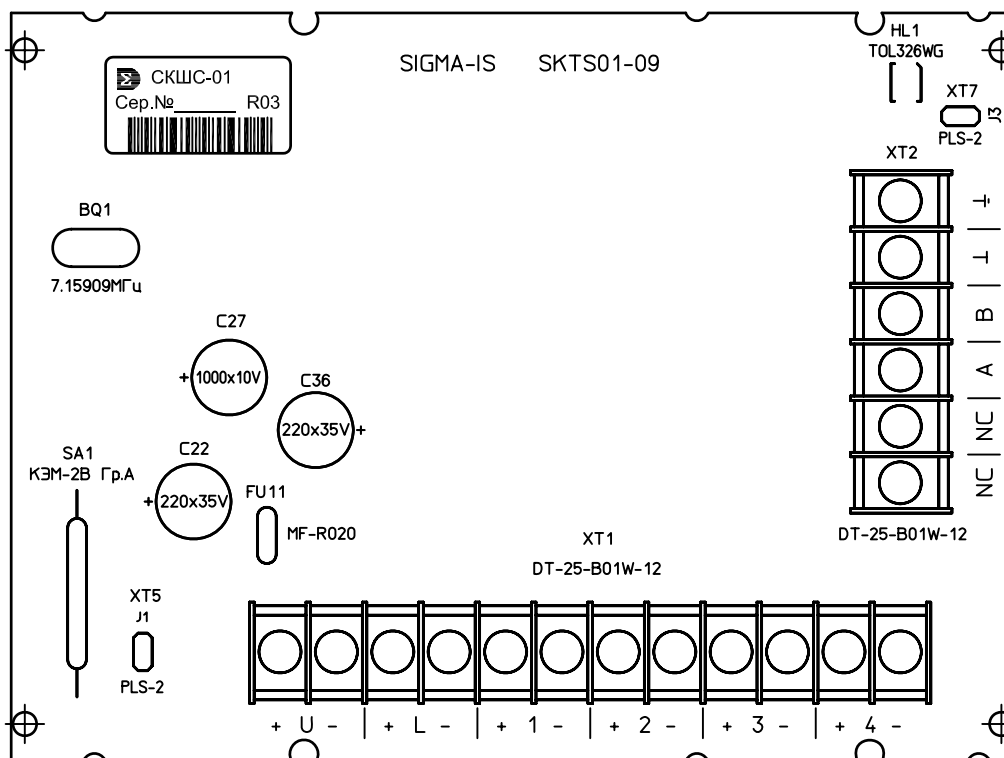 HL1
TOL326WG
SIGMA-IS SKTS01-09
СКШС-01
Сер.№______ R03
XT7
J3
PLS-2
XT2
BQ1
7.15909МГц
C27
+ 1000x10V
C36
220x35V +
C22
+ 220x35V
SA1
КЭМ-2В Гр.А
FU11
MF-R020
B
A
NC
NC
DT-25-B01W-12
XT1
DT-25-B01W-12
XT5
J1
PLS-2
+ U - | + L - | + 1 - | + 2 - | + 3 - | + 4 -